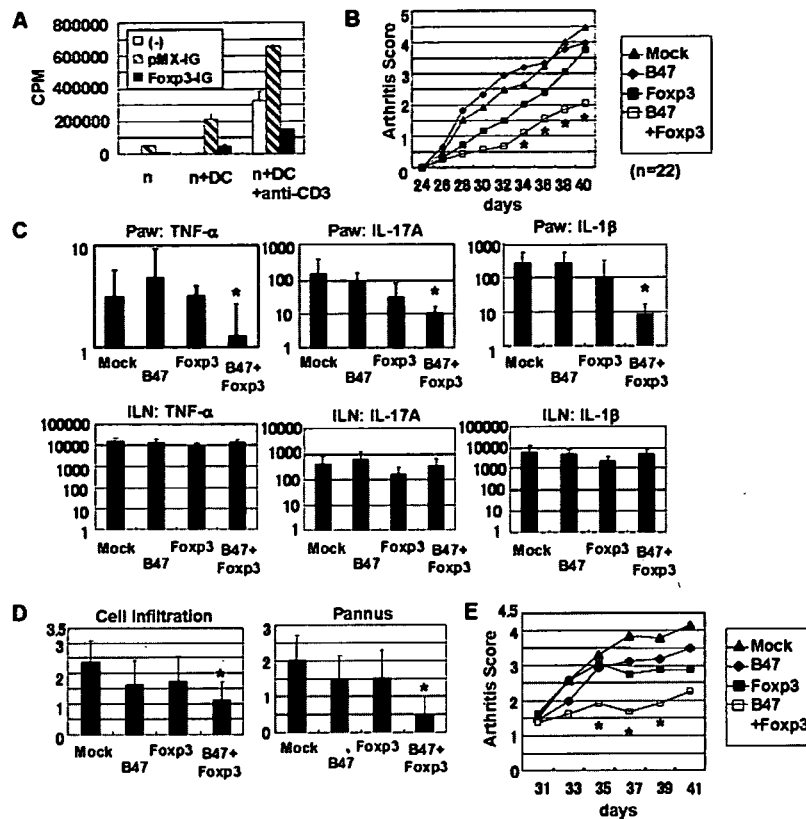 A
800000
600000
400000
200000
0
CPM
(-)
pMX-IG
Foxp3-IG
n
n+DC
n+DC
+anti-CD3
B
5
4
3
2
1
0
Arthritis Score
24 26 28 30 32 34 36 38 40
days
* * * *
Mock
B47
Foxp3
B47
+Foxp3
(n=22)
C
Paw: TNF-α
10
1
*
Mock
B47
Foxp3
B47+
Foxp3
Paw: IL-17A
1000
100
10
1
*
Mock
B47
Foxp3
B47+
Foxp3
Paw: IL-1β
1000
100
10
1
*
Mock
B47
Foxp3
B47+
Foxp3
ILN: TNF-α
100000
10000
1000
100
10
1
Mock
B47
Foxp3
B47+
Foxp3
ILN: IL-17A
1000
100
10
1
Mock
B47
Foxp3
B47+
Foxp3
ILN: IL-1β
10000
1000
100
10
1
Mock
B47
Foxp3
B47+
Foxp3
D
Cell Infiltration
3.5
3
2
1
0
*
Mock
B47
Foxp3
B47+
Foxp3
Pannus
3
2
1
0
*
Mock
B47
Foxp3
B47+
Foxp3
E
4.5
4
3
2
1
0
Arthritis Score
31 33 35 37 39 41
days
* * *
Mock
B47
Foxp3
B47
+Foxp3